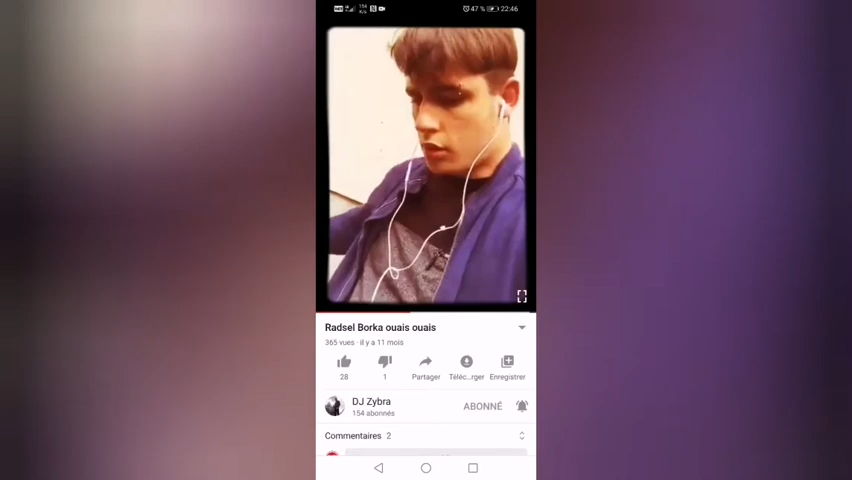 47 % 22:46
Radsel Borka ouais ouais
365 vues · il y a 11 mois
28 1 Partager Téléc...rger Enregistrer
DJ Zybra
154 abonnés
ABONNÉ
Commentaires 2